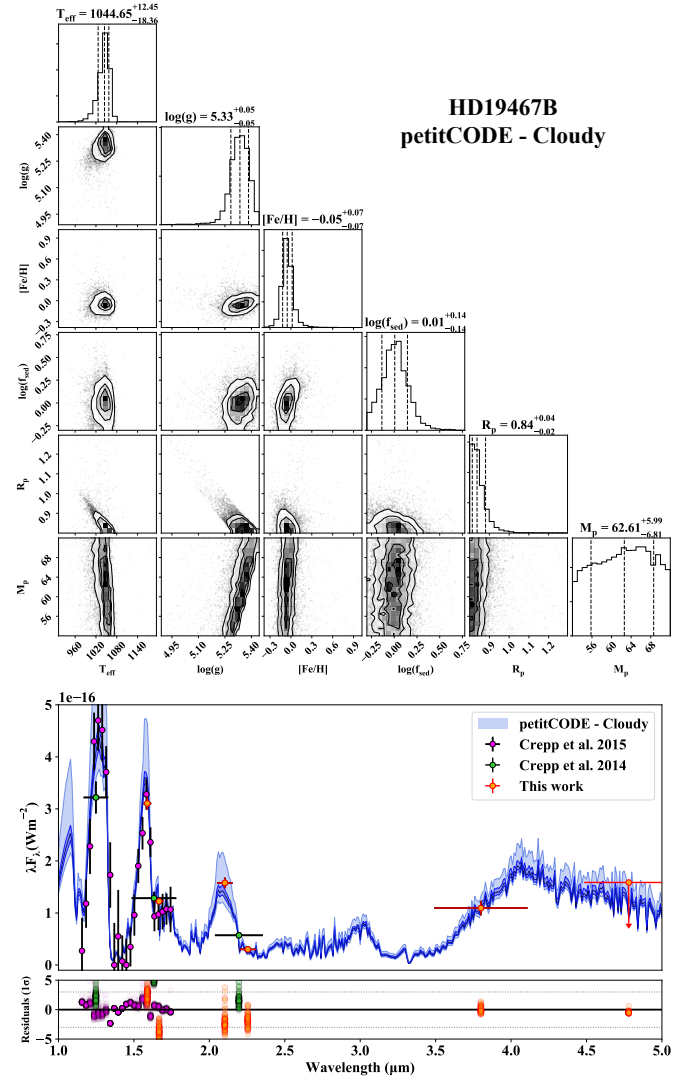 T_eff = 1044.65 +12.45 −18.36
HD19467B
petitCODE - Cloudy
log(g) = 5.33 +0.05 −0.05
5.40
5.25
5.10
4.95
log(g)
[Fe/H] = −0.05 +0.07 −0.07
0.9
0.6
0.3
0.0
−0.3
[Fe/H]
log(f_sed) = 0.01 +0.14 −0.14
0.75
0.50
0.25
0.00
−0.25
log(f_sed)
R_p = 0.84 +0.04 −0.02
1.2
1.1
1.0
0.9
R_p
M_p = 62.61 +5.99 −6.81
68
64
60
56
M_p
960 1020 1080 1140 4.95 5.10 5.25 5.40 −0.3 0.0 0.3 0.6 0.9 −0.25 0.00 0.25 0.50 0.75 0.9 1.0 1.1 1.2 56 60 64 68
T_eff log(g) [Fe/H] log(f_sed) R_p M_p
1e−16
petitCODE - Cloudy
Crepp et al. 2015
Crepp et al. 2014
This work
λF_λ(Wm⁻²)
5
4
3
2
1
0
Residuals (1σ)
5
0
−5
1.0 1.5 2.0 2.5 3.0 3.5 4.0 4.5 5.0
Wavelength (μm)